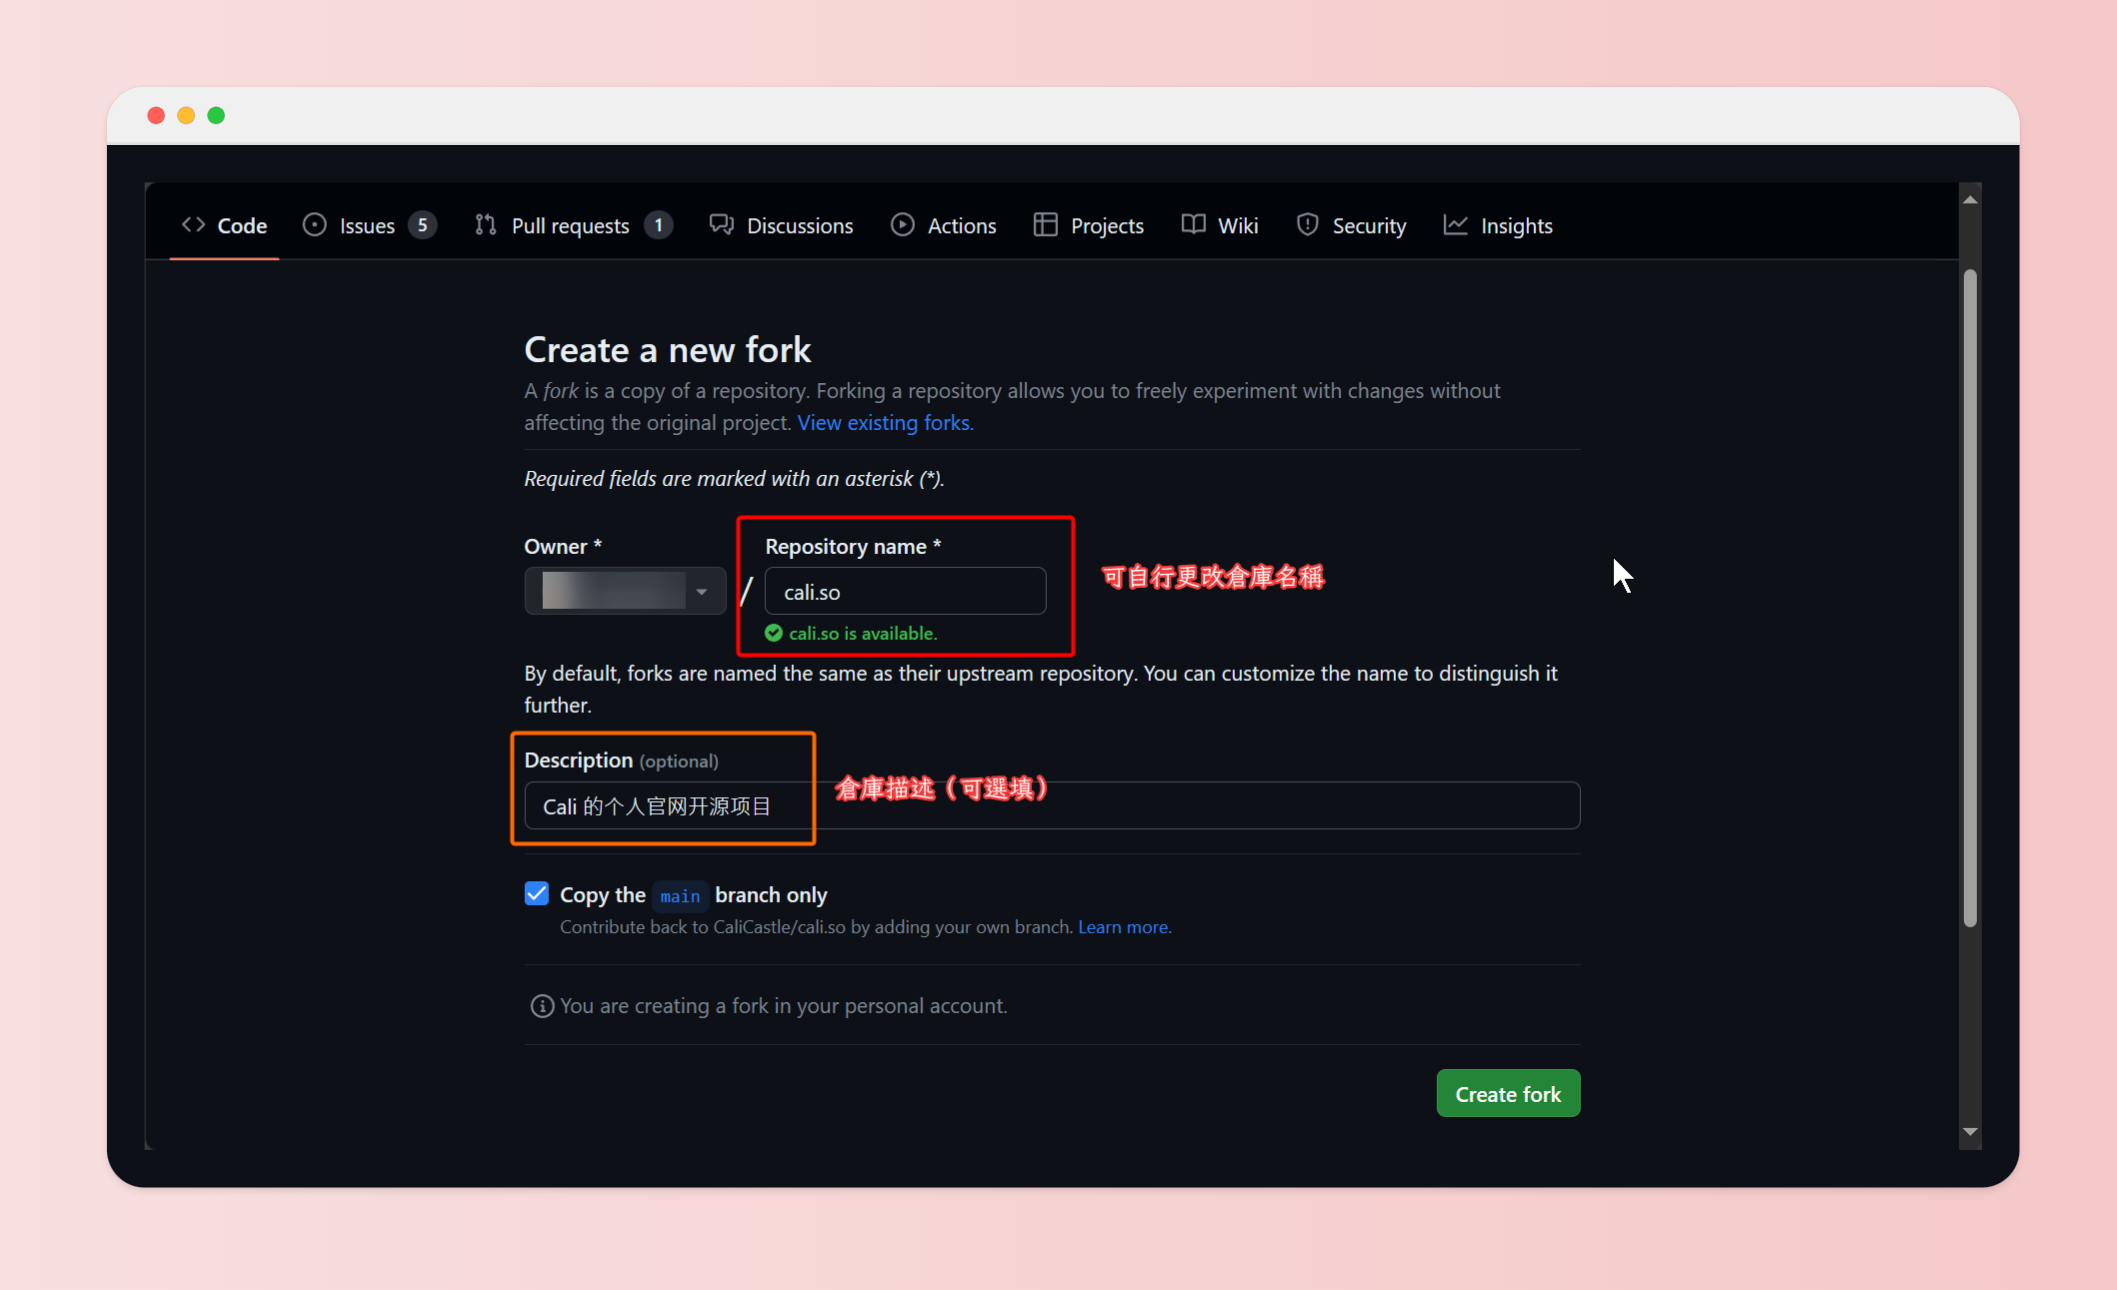 Code Issues 5 Pull requests 1 Discussions Actions Projects Wiki Security Insights
Create a new fork
A fork is a copy of a repository. Forking a repository allows you to freely experiment with changes without
affecting the original project. View existing forks.
Required fields are marked with an asterisk (*).
Owner * Repository name *
/ cali.so
可自行更改倉庫名稱
cali.so is available.
By default, forks are named the same as their upstream repository. You can customize the name to distinguish it
further.
Description (optional)
倉庫描述（可選填）
Cali 的个人官网开源项目
Copy the main branch only
Contribute back to CaliCastle/cali.so by adding your own branch. Learn more.
You are creating a fork in your personal account.
Create fork